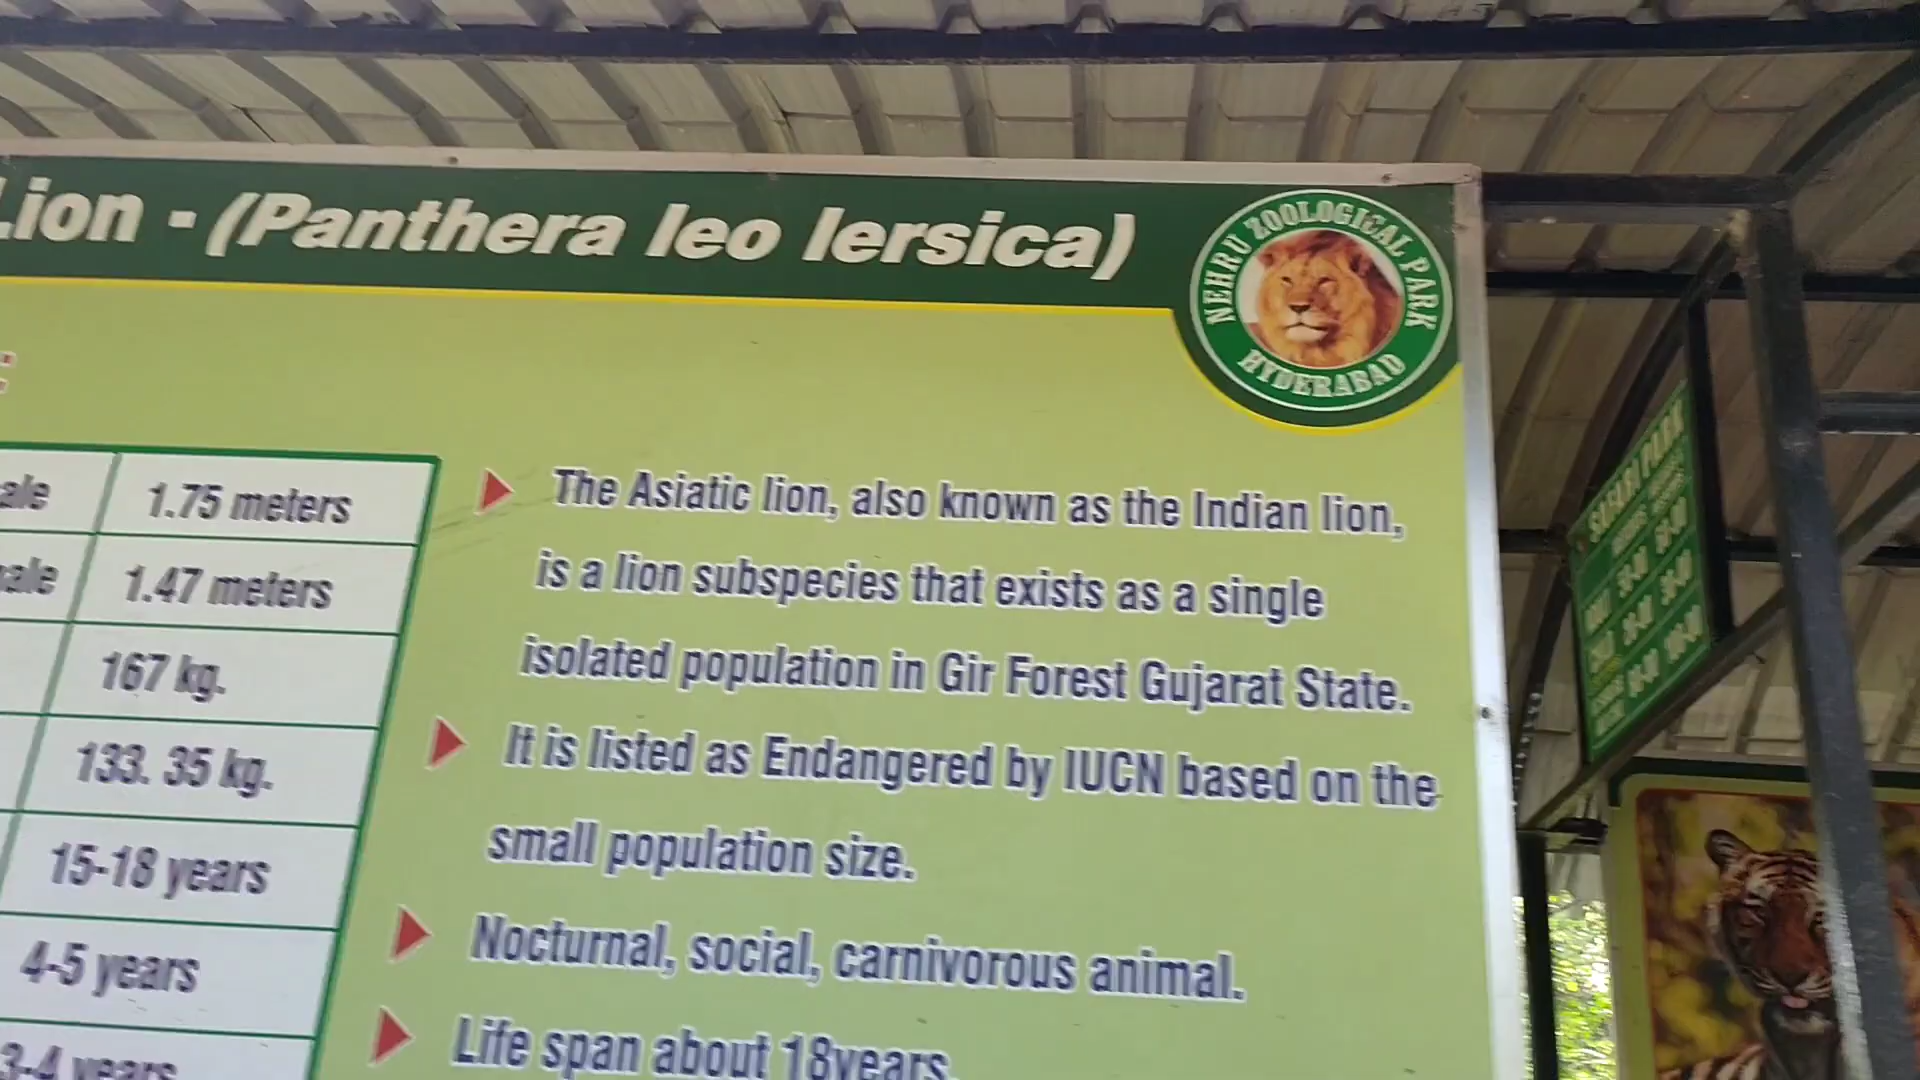 Lion - (Panthera leo lersica)
NEHRU ZOOLOGICAL PARK
HYDERABAD
1.75 meters
1.47 meters
167 kg.
133. 35 kg.
15-18 years
4-5 years
3-4 years
The Asiatic lion, also known as the Indian lion,
is a lion subspecies that exists as a single
isolated population in Gir Forest Gujarat State.
It is listed as Endangered by IUCN based on the
small population size.
Nocturnal, social, carnivorous animal.
Life span about 18years.
SAFARI PARK